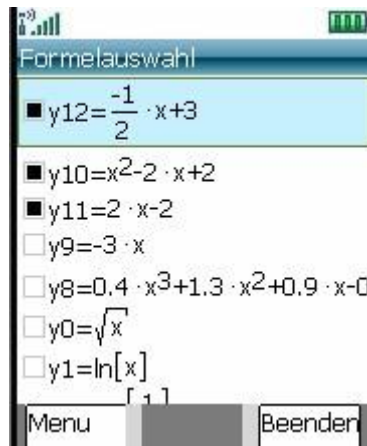 Formelauswahl
y12=-1/2 ·x+3
y10=x²-2 ·x+2
y11=2 ·x-2
y9=-3 ·x
y8=0.4 ·x³+1.3 ·x²+0.9 ·x-0
y0=√x
y1=ln[x]
[ 1 ]
Menu Beenden